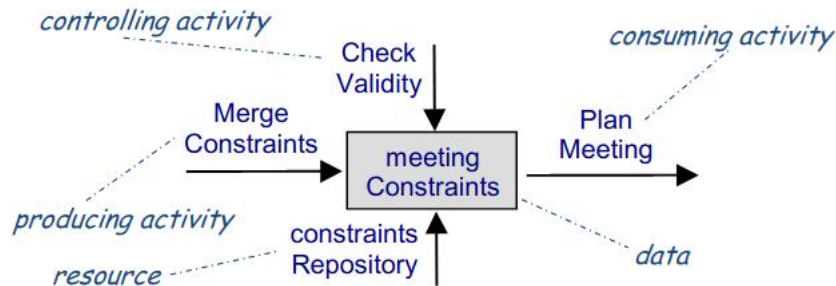 controlling activity
Check
Validity
consuming activity
Merge
Constraints
Plan
Meeting
meeting
Constraints
producing activity
constraints
Repository
data
resource